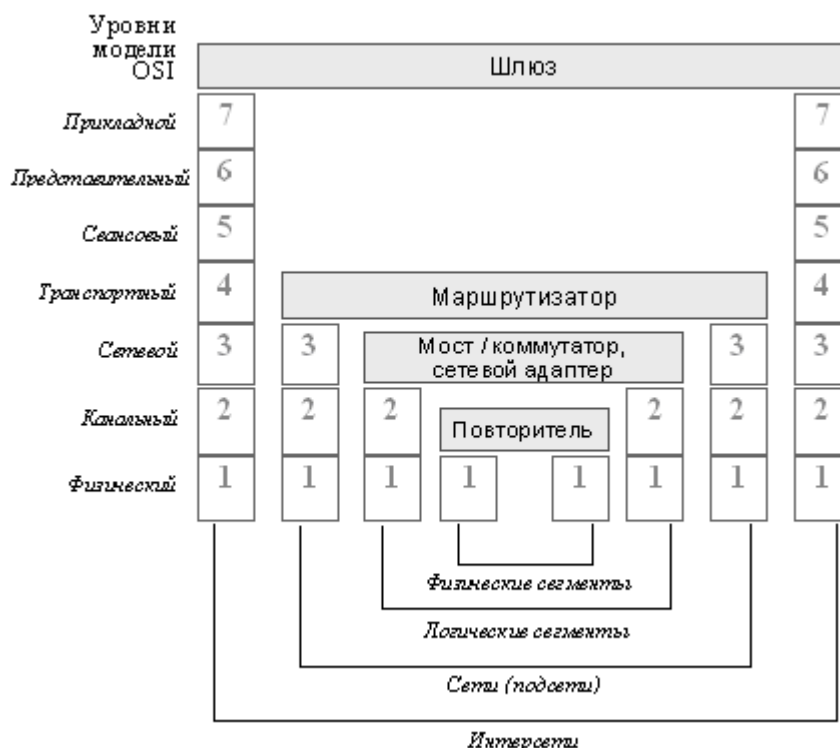 Уровни
модели
OSI
Шлюз
Прикладной 7 7
Представительный 6 6
Сеансовый 5 5
Транспортный 4 Маршрутизатор 4
Сетевой 3 3 Мост / коммутатор, 3 3
сетевой адаптер
Канальный 2 2 2 Повторитель 2 2 2
Физический 1 1 1 1 1 1 1 1
Физические сегменты
Логические сегменты
Сети (подсети)
Интерсети